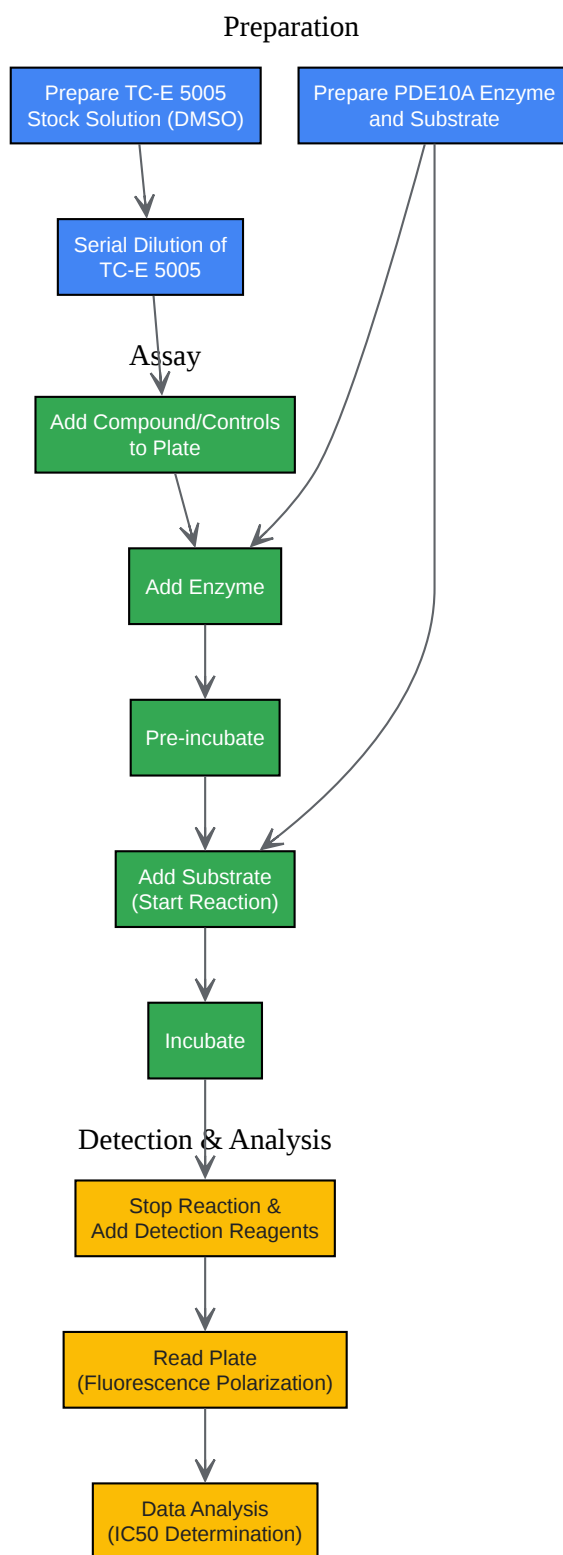 Preparation
Prepare TC-E 5005
Stock Solution (DMSO)
Prepare PDE10A Enzyme
and Substrate
Serial Dilution of
TC-E 5005
Assay
Add Compound/Controls
to Plate
Add Enzyme
Pre-incubate
Add Substrate
(Start Reaction)
Incubate
Detection & Analysis
Stop Reaction &
Add Detection Reagents
Read Plate
(Fluorescence Polarization)
Data Analysis
(IC50 Determination)